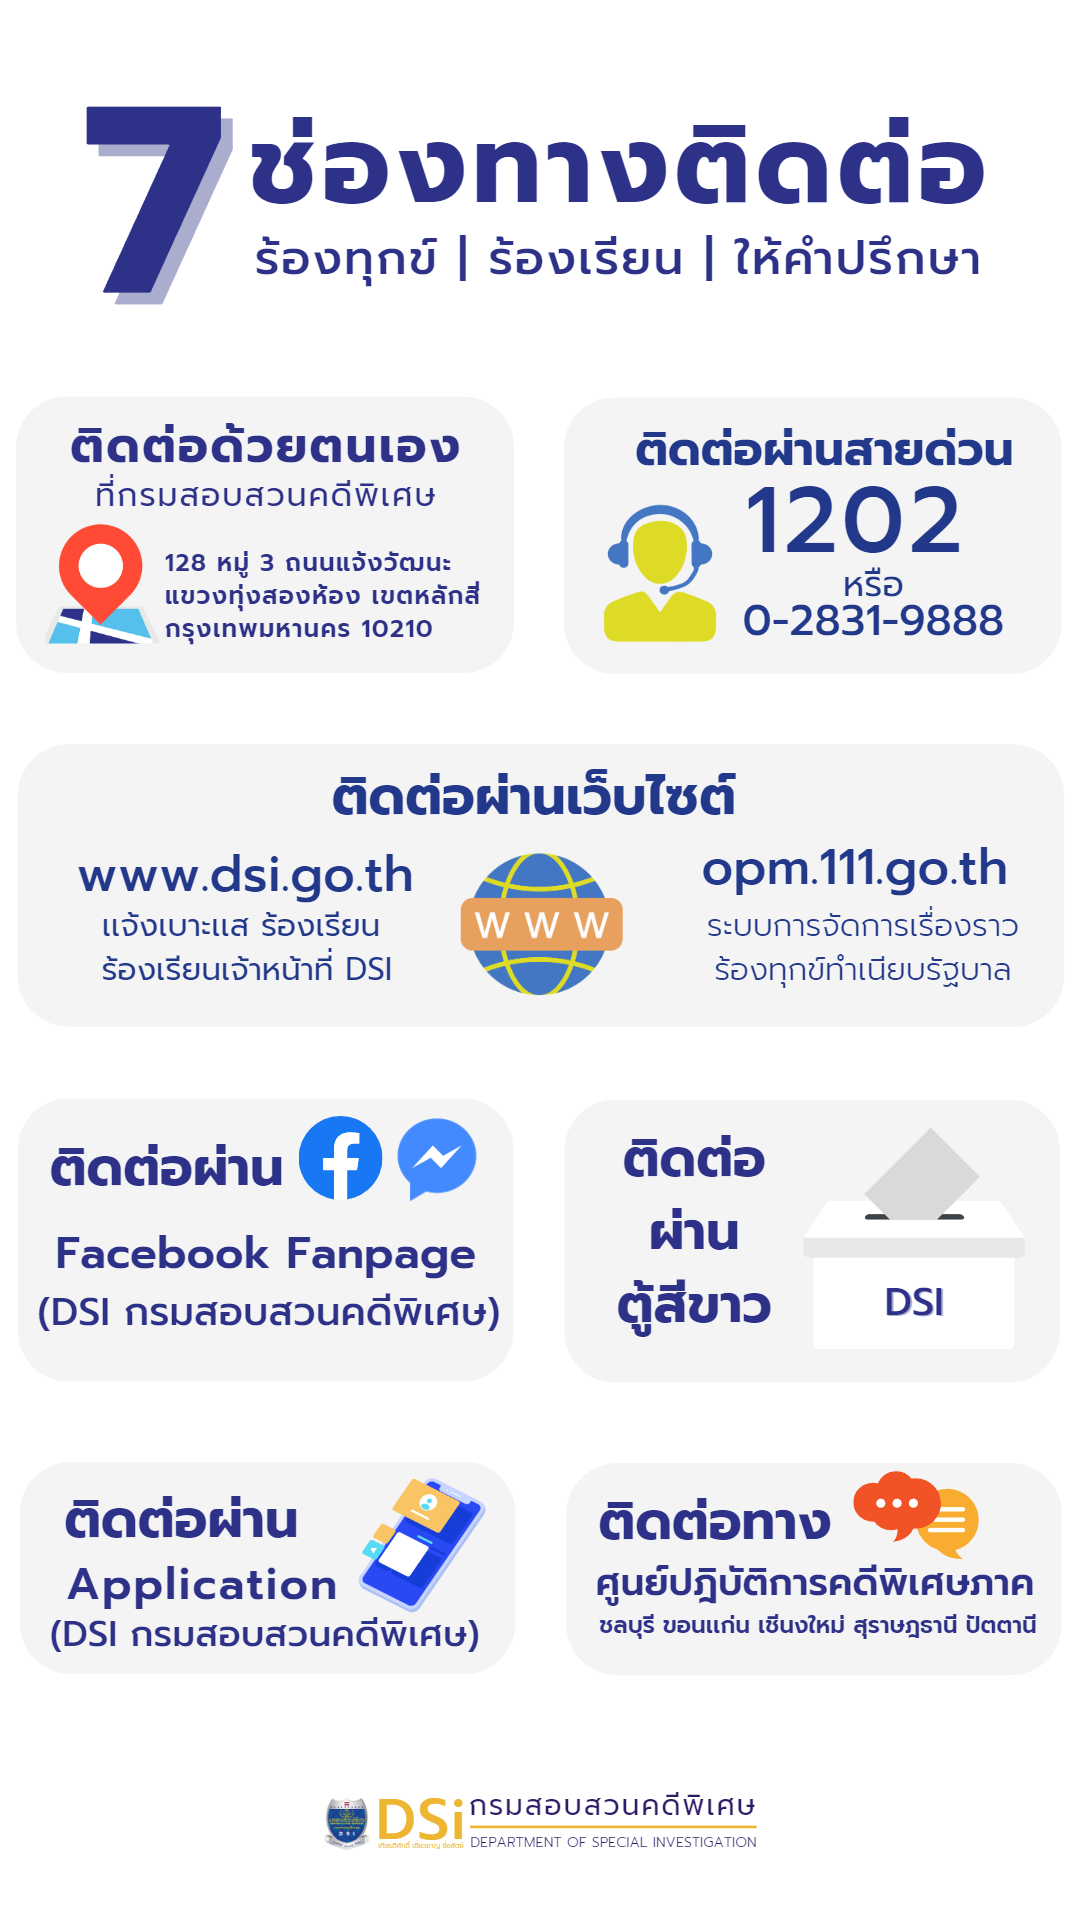 7
ช่องทางติดต่อ
ร้องทุกข์ | ร้องเรียน | ให้คำปรึกษา
ติดต่อด้วยตนเอง
ที่กรมสอบสวนคดีพิเศษ
128 หมู่ 3 ถนนแจ้งวัฒนะ
แขวงทุ่งสองห้อง เขตหลักสี่
กรุงเทพมหานคร 10210
ติดต่อผ่านสายด่วน
1202
หรือ
0-2831-9888
ติดต่อผ่านเว็บไซต์
www.dsi.go.th
แจ้งเบาะแส ร้องเรียน
ร้องเรียนเจ้าหน้าที่ DSI
W W W
opm.111.go.th
ระบบการจัดการเรื่องราว
ร้องทุกข์ทำเนียบรัฐบาล
ติดต่อผ่าน
Facebook Fanpage
(DSI กรมสอบสวนคดีพิเศษ)
ติดต่อ
ผ่าน
ตู้สีขาว
DSI
ติดต่อผ่าน
Application
(DSI กรมสอบสวนคดีพิเศษ)
ติดต่อทาง
ศูนย์ปฎิบัติการคดีพิเศษภาค
ชลบุรี ขอนแก่น เชีนงใหม่ สุราษฎธานี ปัตตานี
DSi
กรมสอบสวนคดีพิเศษ
DEPARTMENT OF SPECIAL INVESTIGATION